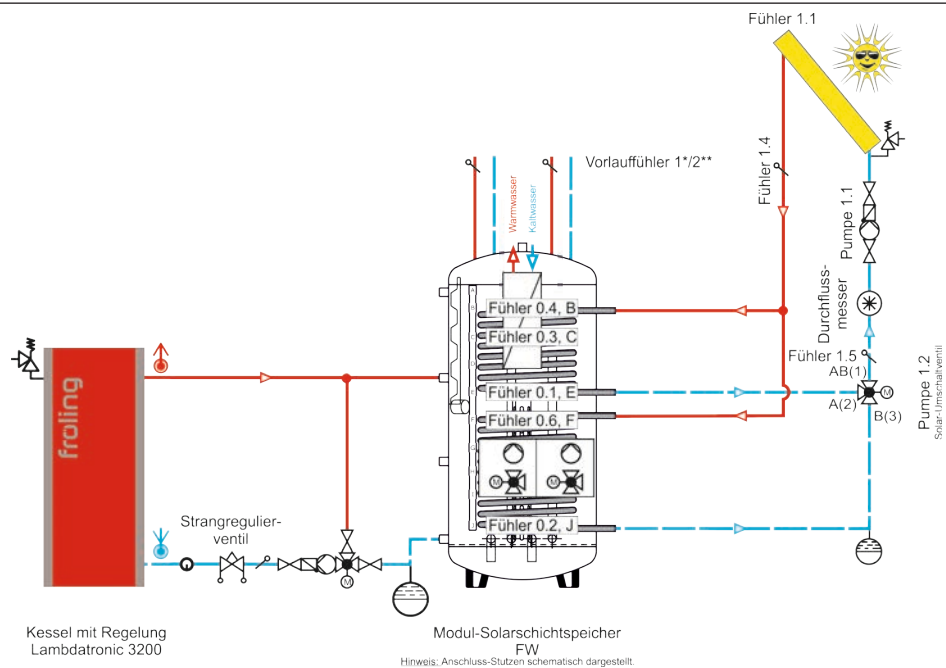 Fühler 1.1
Vorlauffühler 1*/2**
Fühler 1.4
Pumpe 1.1
Warmwasser
Kaltwasser
A
B
Fühler 0.4, B
C
Fühler 0.3, C
D
E
Fühler 0.1, E
F
Fühler 0.6, F
G
H
M
M
I
J
Fühler 0.2, J
Durchfluss-
messer
Fühler 1.5
AB(1)
M
A(2)
B(3)
Pumpe 1.2
Solar-Umschaltventil
froling
Strangregulier-
ventil
M
Kessel mit Regelung
Lambdatronic 3200
Modul-Solarschichtspeicher
FW
Hinweis: Anschluss-Stutzen schematisch dargestellt.